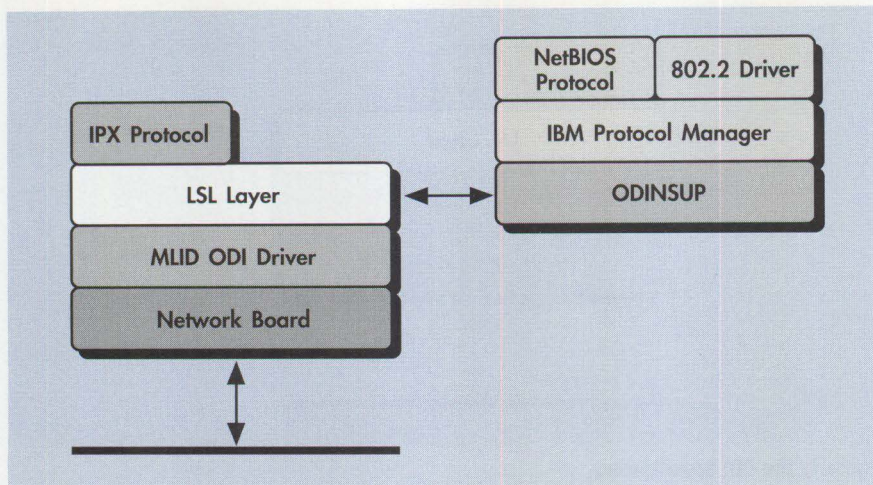 NetBIOS
Protocol
802.2 Driver
IPX Protocol
IBM Protocol Manager
LSL Layer
ODINSUP
MLID ODI Driver
Network Board